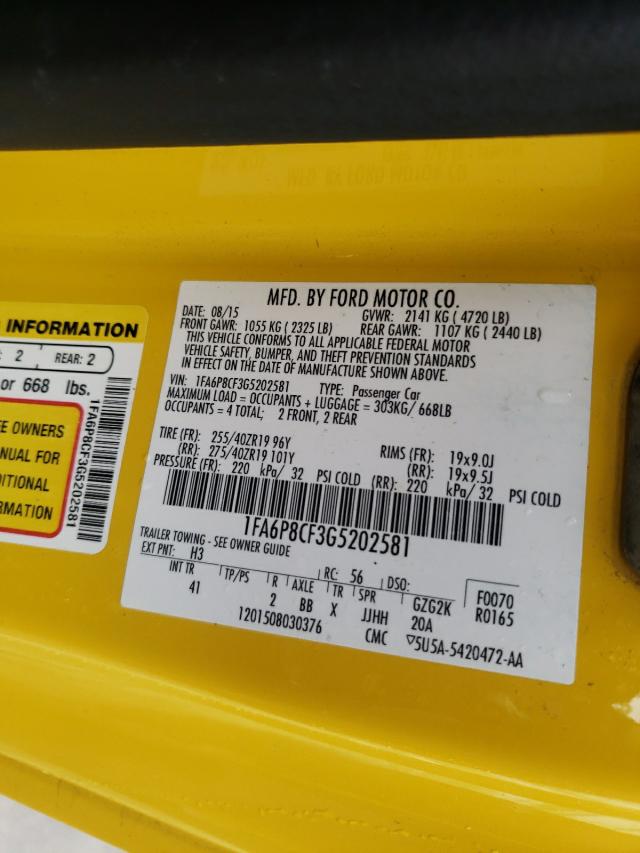 MFD. BY FORD MOTOR CO.
DATE: 08/15 GVWR: 2141 KG ( 4720 LB)
FRONT GAWR: 1055 KG ( 2325 LB) REAR GAWR: 1107 KG ( 2440 LB)
THIS VEHICLE CONFORMS TO ALL APPLICABLE FEDERAL MOTOR
VEHICLE SAFETY, BUMPER, AND THEFT PREVENTION STANDARDS
IN EFFECT ON THE DATE OF MANUFACTURE SHOWN ABOVE.
VIN: 1FA6P8CF3G5202581 TYPE: Passenger Car
MAXIMUM LOAD = OCCUPANTS + LUGGAGE = 303KG/ 668LB
OCCUPANTS = 4 TOTAL; 2 FRONT, 2 REAR
TIRE (FR): 255/40ZR19 96Y RIMS (FR): 19x9.0J
(RR): 275/40ZR19 101Y (RR): 19x9.5J
PRESSURE (FR): 220 kPa/ 32 PSI COLD (RR): 220 kPa/ 32 PSI COLD
1FA6P8CF3G5202581
TRAILER TOWING - SEE OWNER GUIDE
EXT PNT: H3 RC: 56 DSO: F0070
INT TR TP/PS R AXLE TR SPR GZG2K R0165
41 2 BB X JJHH 20A
1201508030376 CMC ▽5U5A-5420472-AA
INFORMATION
: 2 REAR: 2
or 668 lbs.
OWNERS
MANUAL FOR
1FA6P8CF3G5202581